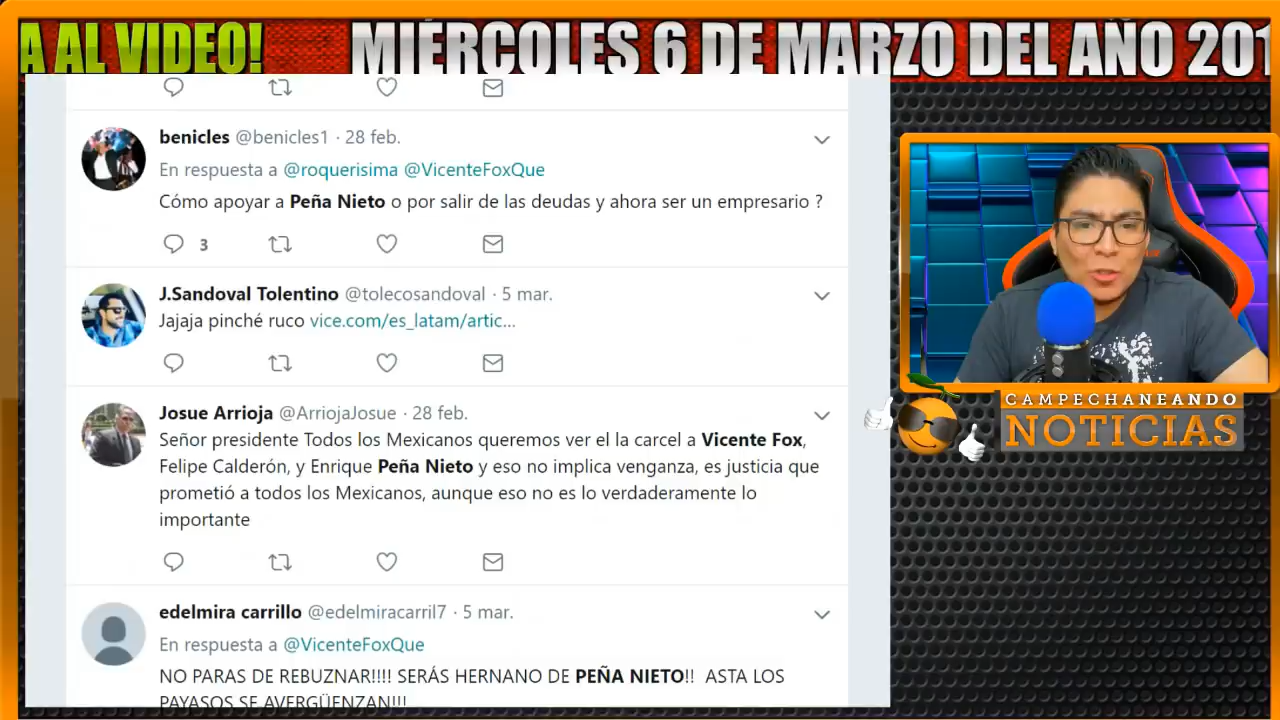 A AL VIDEO! MIÉRCOLES 6 DE MARZO DEL AÑO 201
benicles @benicles1 · 28 feb.
En respuesta a @roquerisima @VicenteFoxQue
Cómo apoyar a Peña Nieto o por salir de las deudas y ahora ser un empresario ?
3
J.Sandoval Tolentino @tolecosandoval · 5 mar.
Jajaja pinché ruco vice.com/es_latam/artic...
Josue Arrioja @ArriojaJosue · 28 feb.
Señor presidente Todos los Mexicanos queremos ver el la carcel a Vicente Fox,
Felipe Calderón, y Enrique Peña Nieto y eso no implica venganza, es justicia que
prometió a todos los Mexicanos, aunque eso no es lo verdaderamente lo
importante
edelmira carrillo @edelmiracarril7 · 5 mar.
En respuesta a @VicenteFoxQue
NO PARAS DE REBUZNAR!!!! SERÁS HERNANO DE PEÑA NIETO!! ASTA LOS
PAYASOS SE AVERGÜENZAN!!!
CAMPECHANEANDO
NOTICIAS